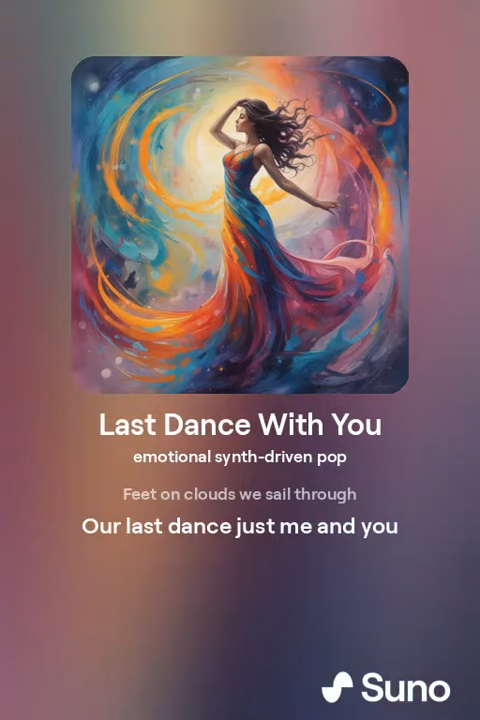 Last Dance With You
emotional synth-driven pop
Feet on clouds we sail through
Our last dance just me and you
Suno